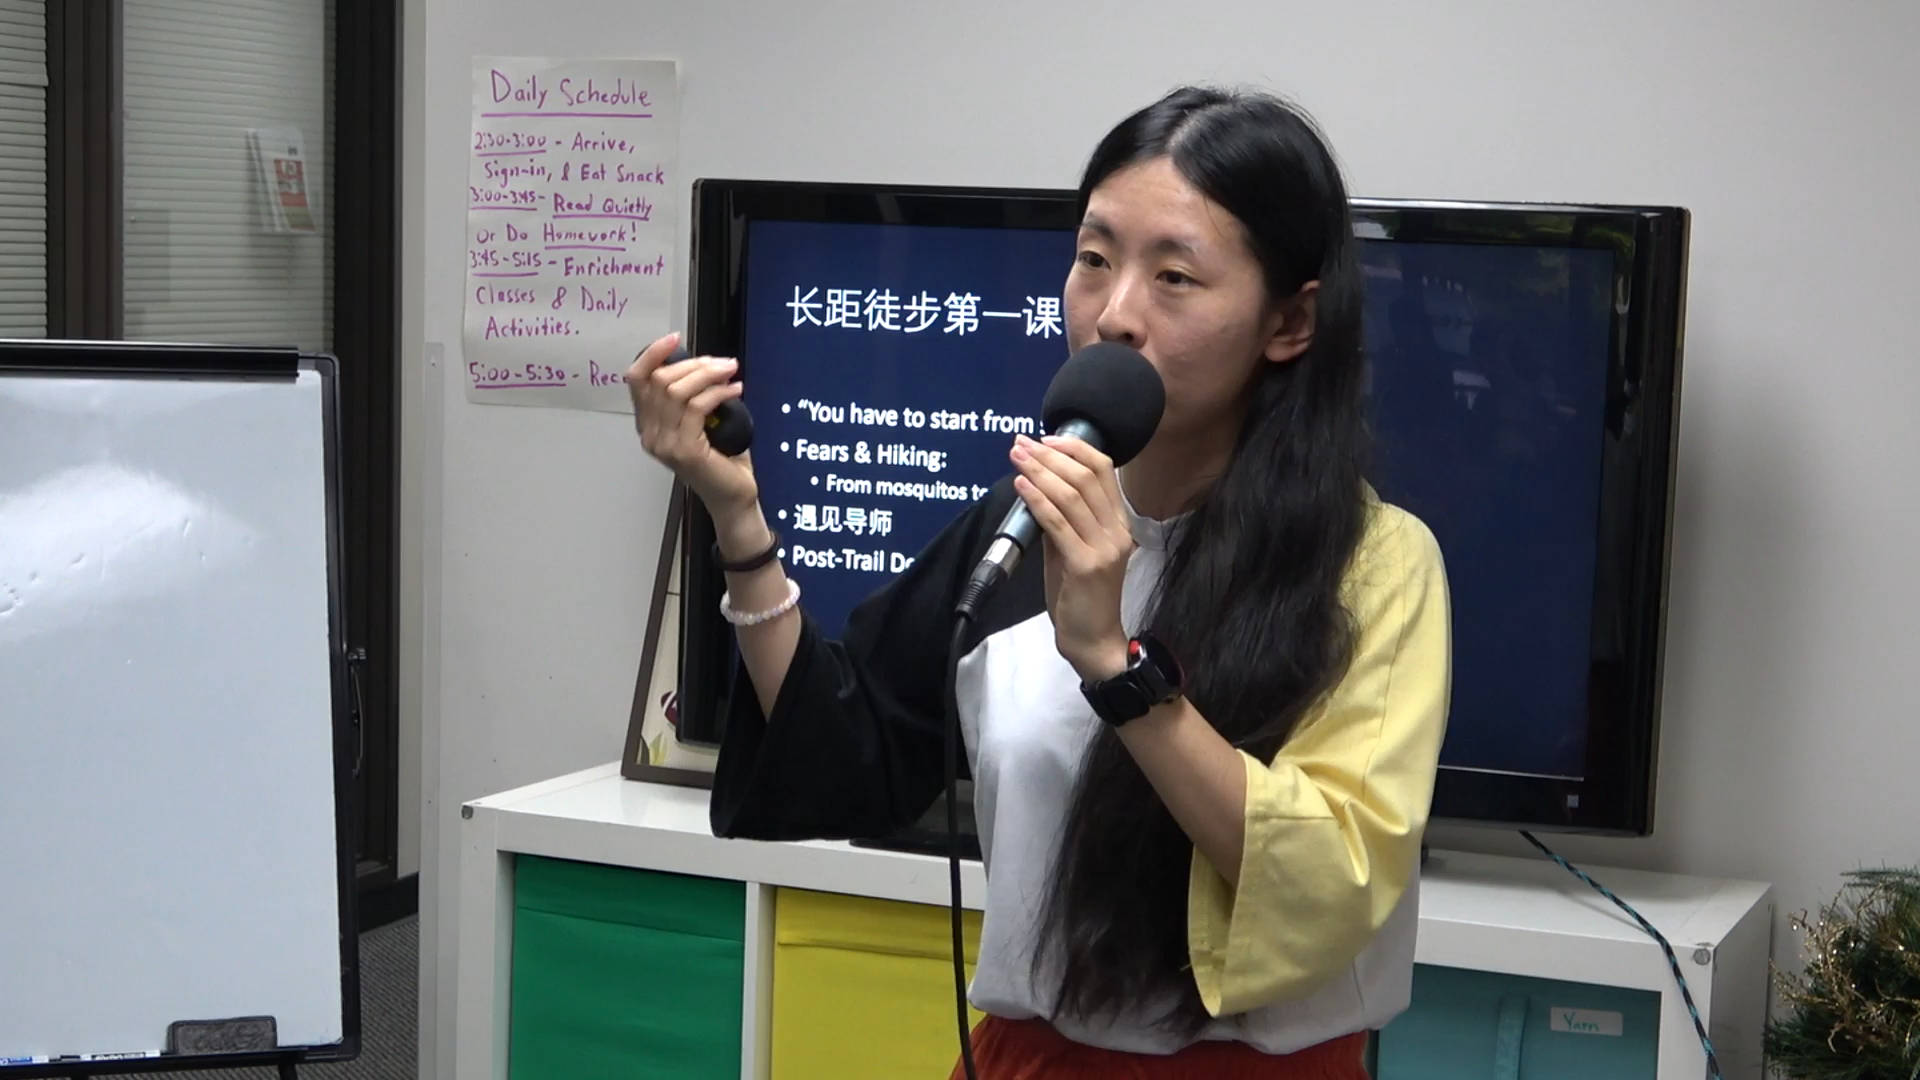 Daily Schedule
2:30-3:00 - Arrive,
Sign-in, & Eat Snack
3:00-3:45 - Read Quietly
or Do Homework!
3:45-5:15 - Enrichment
Classes & Daily
Activities.
5:00-5:30 - Rec
长距徒步第一课
• “You have to start from
• Fears & Hiking:
• From mosquitos to
• 遇见导师
• Post-Trail De
Yarn